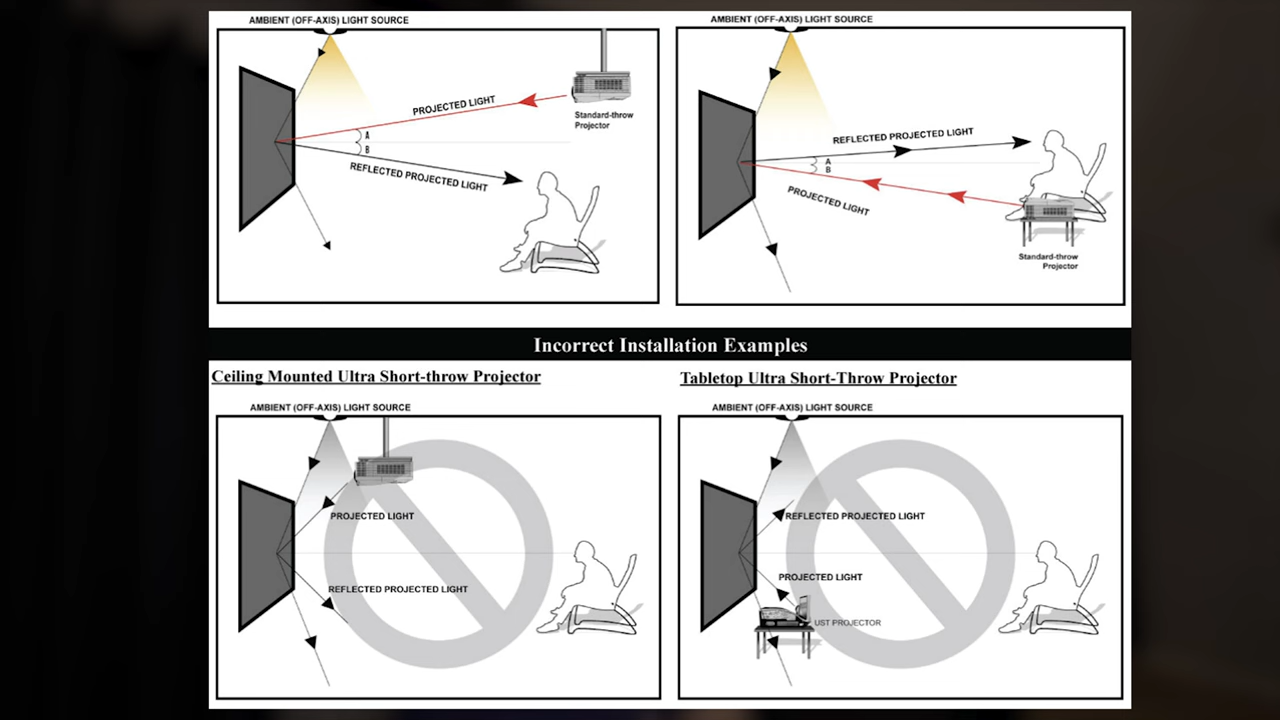 AMBIENT (OFF-AXIS) LIGHT SOURCE
PROJECTED LIGHT
Standard-throw
Projector
A
B
REFLECTED PROJECTED LIGHT
AMBIENT (OFF-AXIS) LIGHT SOURCE
REFLECTED PROJECTED LIGHT
A
B
PROJECTED LIGHT
Standard-throw
Projector
Incorrect Installation Examples
Ceiling Mounted Ultra Short-throw Projector
AMBIENT (OFF-AXIS) LIGHT SOURCE
PROJECTED LIGHT
REFLECTED PROJECTED LIGHT
Tabletop Ultra Short-Throw Projector
AMBIENT (OFF-AXIS) LIGHT SOURCE
REFLECTED PROJECTED LIGHT
PROJECTED LIGHT
UST PROJECTOR